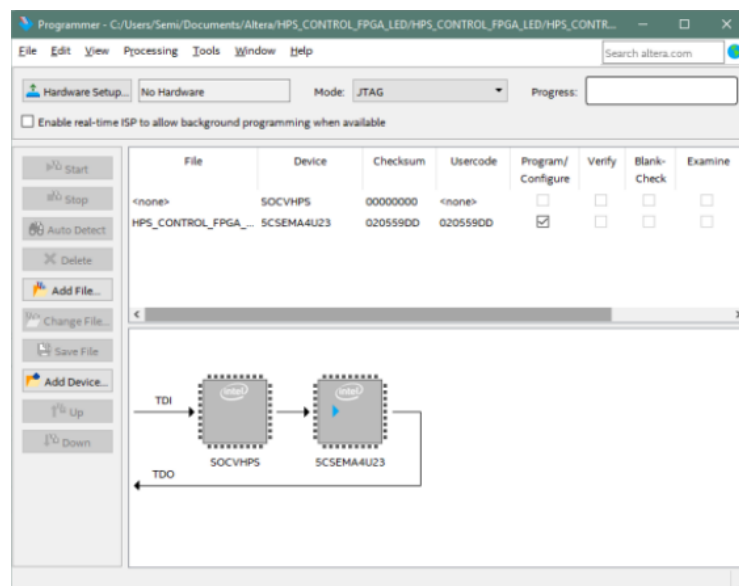 Programmer - C:/Users/Semi/Documents/Altera/HPS_CONTROL_FPGA_LED/HPS_CONTROL_FPGA_LED/HPS_CONTR...
File Edit View Processing Tools Window Help
Search altera.com
Hardware Setup... No Hardware Mode: JTAG Progress:
Enable real-time ISP to allow background programming when available
Start
Stop
Auto Detect
Delete
Add File...
Change File...
Save File
Add Device...
Up
Down
File Device Checksum Usercode Program/ Verify Blank- Examine
Configure Check
<none> SOCVHPS 00000000 <none>
HPS_CONTROL_FPGA_... 5CSEMA4U23 020559DD 020559DD
intel intel
TDI
SOCVHPS 5CSEMA4U23
TDO